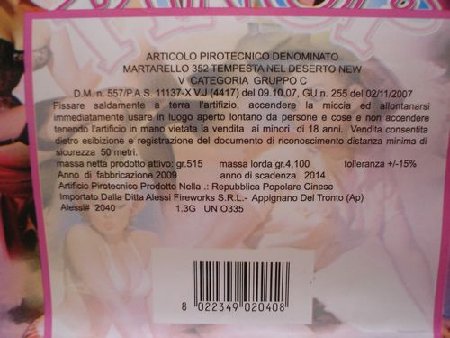 ARTICOLO PIROTECNICO DENOMINATO
MARTARELLO 352 TEMPESTA NEL DESERTO NEW
V CATEGORIA GRUPPO C
D.M. n. 557/P.A.S. 11137-XVJ (4417) del 09.10.07, GU n. 255 del 02/11/2007
Fissare saldamente a terra l'artifizio. accendere la miccia ed allontanarsi
immediatamente usare in luogo aperto lontano da persone e cose e non accendere
tenendo l'artificio in mano vietata a vendita ai minori di 18 anni. Vendita consentita
dietro esibizione e registrazione del documento di riconoscimento distanza minima di
sicurezza 50 metri.
massa netta prodotto attivo: gr.515 massa lorda gr.4,100 tolleranza +/-15%
Anno di fabbricazione 2009 anno di scadenza 2014
Artificio Pirotecnico Prodotto Nella .: Repubblica Popolare Cinese
Importato Dalla Ditta Alessi Fireworks S.R.L.- Appignano Del Tronto (Ap)
Alessi# 2040 1.3G UN O335
8 022349 020408